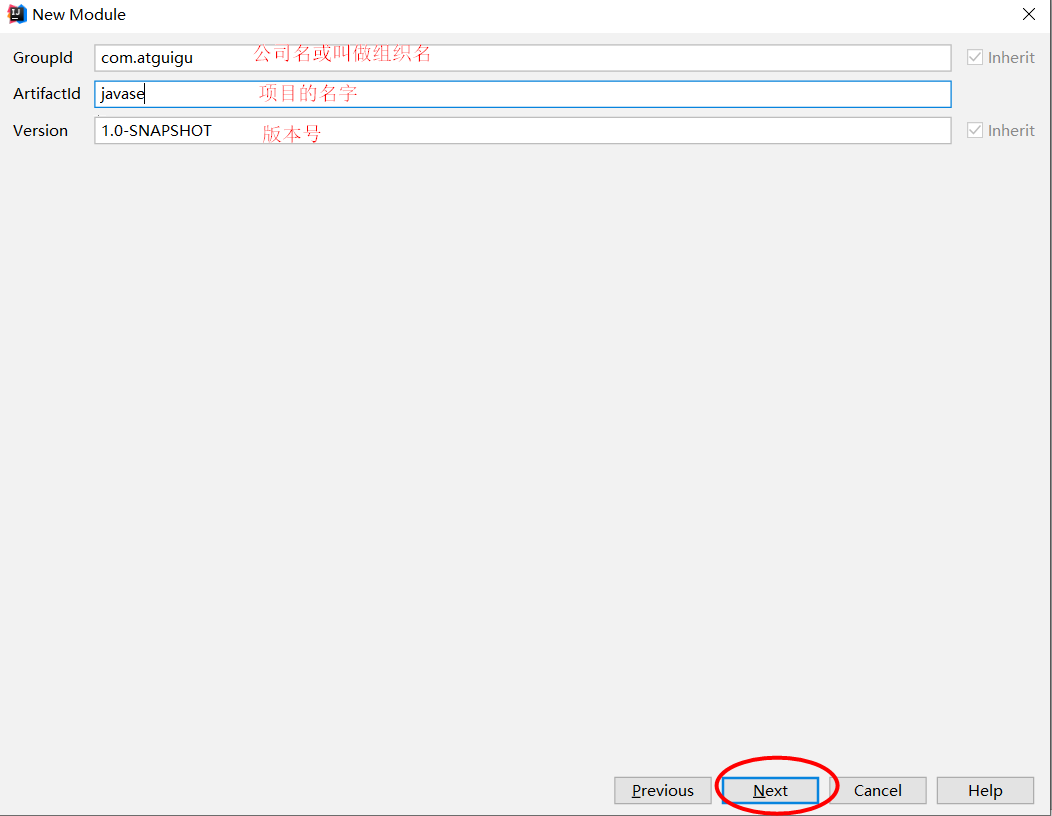 New Module
GroupId com.atguigu 公司名或叫做组织名 Inherit
ArtifactId javase 项目的名字
Version 1.0-SNAPSHOT 版本号 Inherit
Previous Next Cancel Help